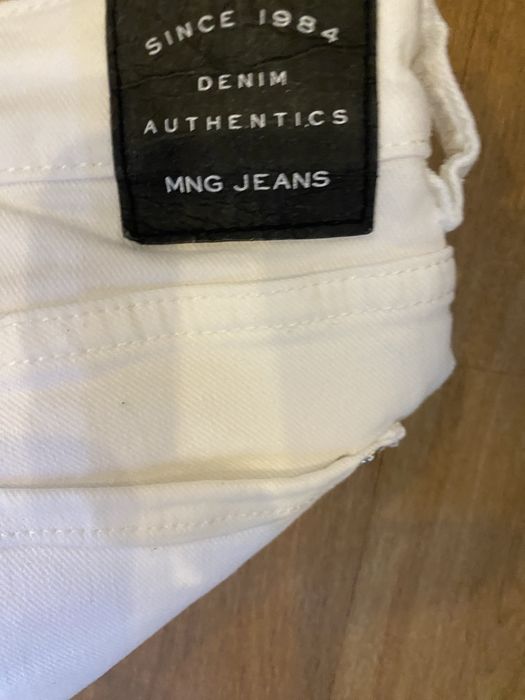 SINCE 1984
DENIM
AUTHENTICS
MNG JEANS